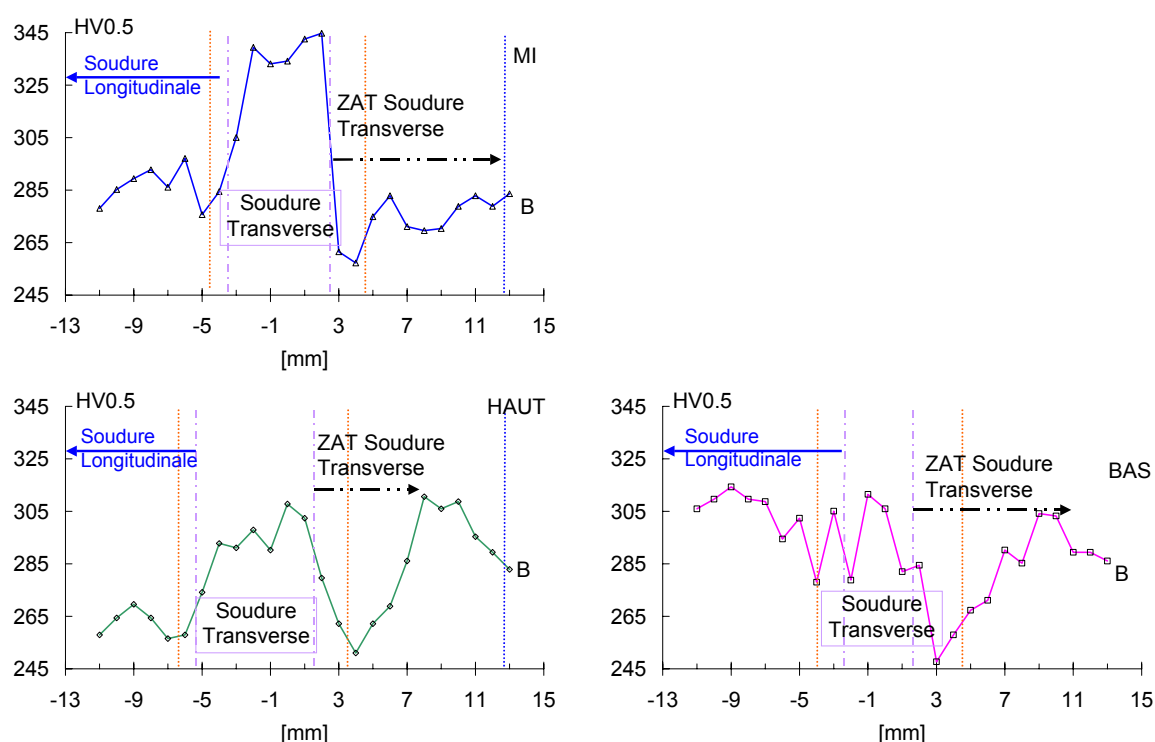 HV0.5
345
325
305
285
265
245
Soudure
Longitudinale
MI
ZAT Soudure
Transverse
Soudure
Transverse
B
-13 -9 -5 -1 3 7 11 15
[mm]
HV0.5
345
325
305
285
265
245
HAUT
Soudure
Longitudinale
ZAT Soudure
Transverse
Soudure
Transverse
B
-13 -9 -5 -1 3 7 11 15
[mm]
HV0.5
345
325
305
285
265
245
Soudure
Longitudinale
ZAT Soudure
Transverse
BAS
Soudure
Transverse
B
-13 -9 -5 -1 3 7 11 15
[mm]